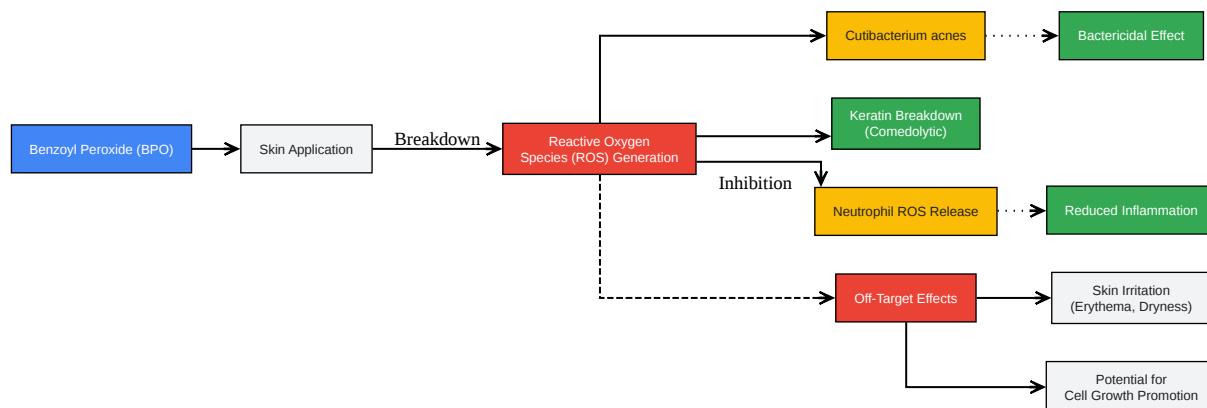 Benzoyl Peroxide (BPO)
Skin Application
Breakdown
Reactive Oxygen
Species (ROS) Generation
Cutibacterium acnes
Bactericidal Effect
Keratin Breakdown
(Comedolytic)
Inhibition
Neutrophil ROS Release
Reduced Inflammation
Off-Target Effects
Skin Irritation
(Erythema, Dryness)
Potential for
Cell Growth Promotion